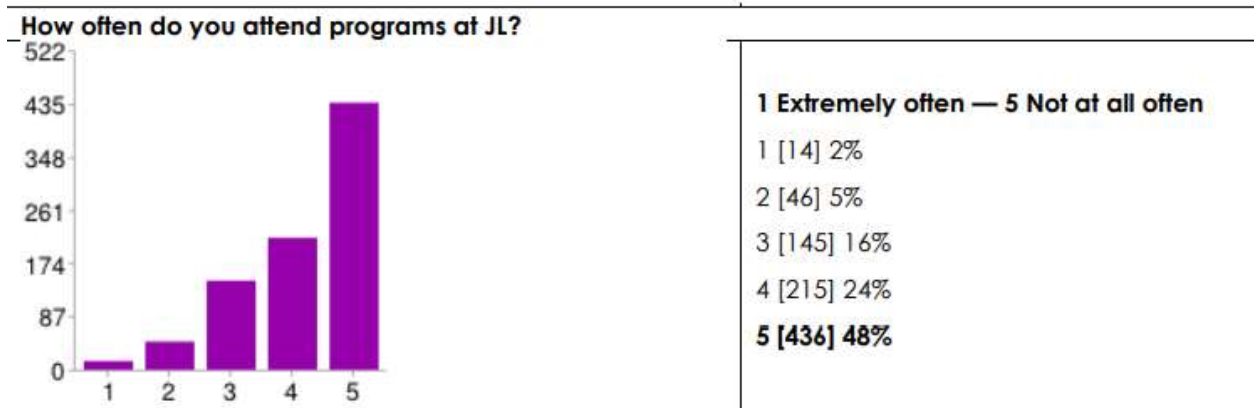 How often do you attend programs at JL?
522
435
348
261
174
87
0
1 2 3 4 5
1 Extremely often — 5 Not at all often
1 [14] 2%
2 [46] 5%
3 [145] 16%
4 [215] 24%
5 [436] 48%